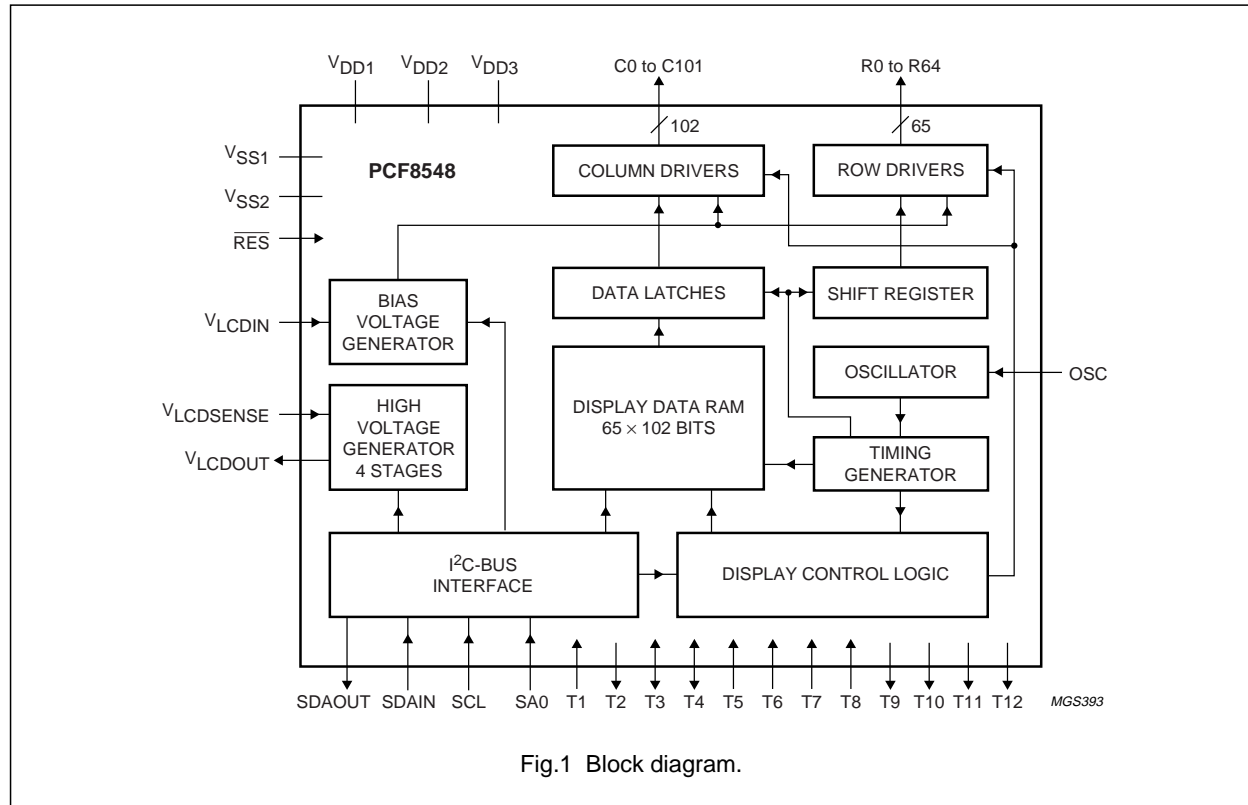 VDD1 VDD2 VDD3 C0 to C101 R0 to R64
102 65
VSS1
PCF8548
COLUMN DRIVERS
ROW DRIVERS
VSS2
RES
BIAS
VOLTAGE
GENERATOR
DATA LATCHES
SHIFT REGISTER
VLCDIN
OSCILLATOR
OSC
VLCDSENSE
HIGH
VOLTAGE
GENERATOR
4 STAGES
DISPLAY DATA RAM
65 × 102 BITS
VLCDOUT
TIMING
GENERATOR
I²C-BUS
INTERFACE
DISPLAY CONTROL LOGIC
SDAOUT SDAIN SCL SA0 T1 T2 T3 T4 T5 T6 T7 T8 T9 T10 T11 T12 MGS393
Fig.1 Block diagram.